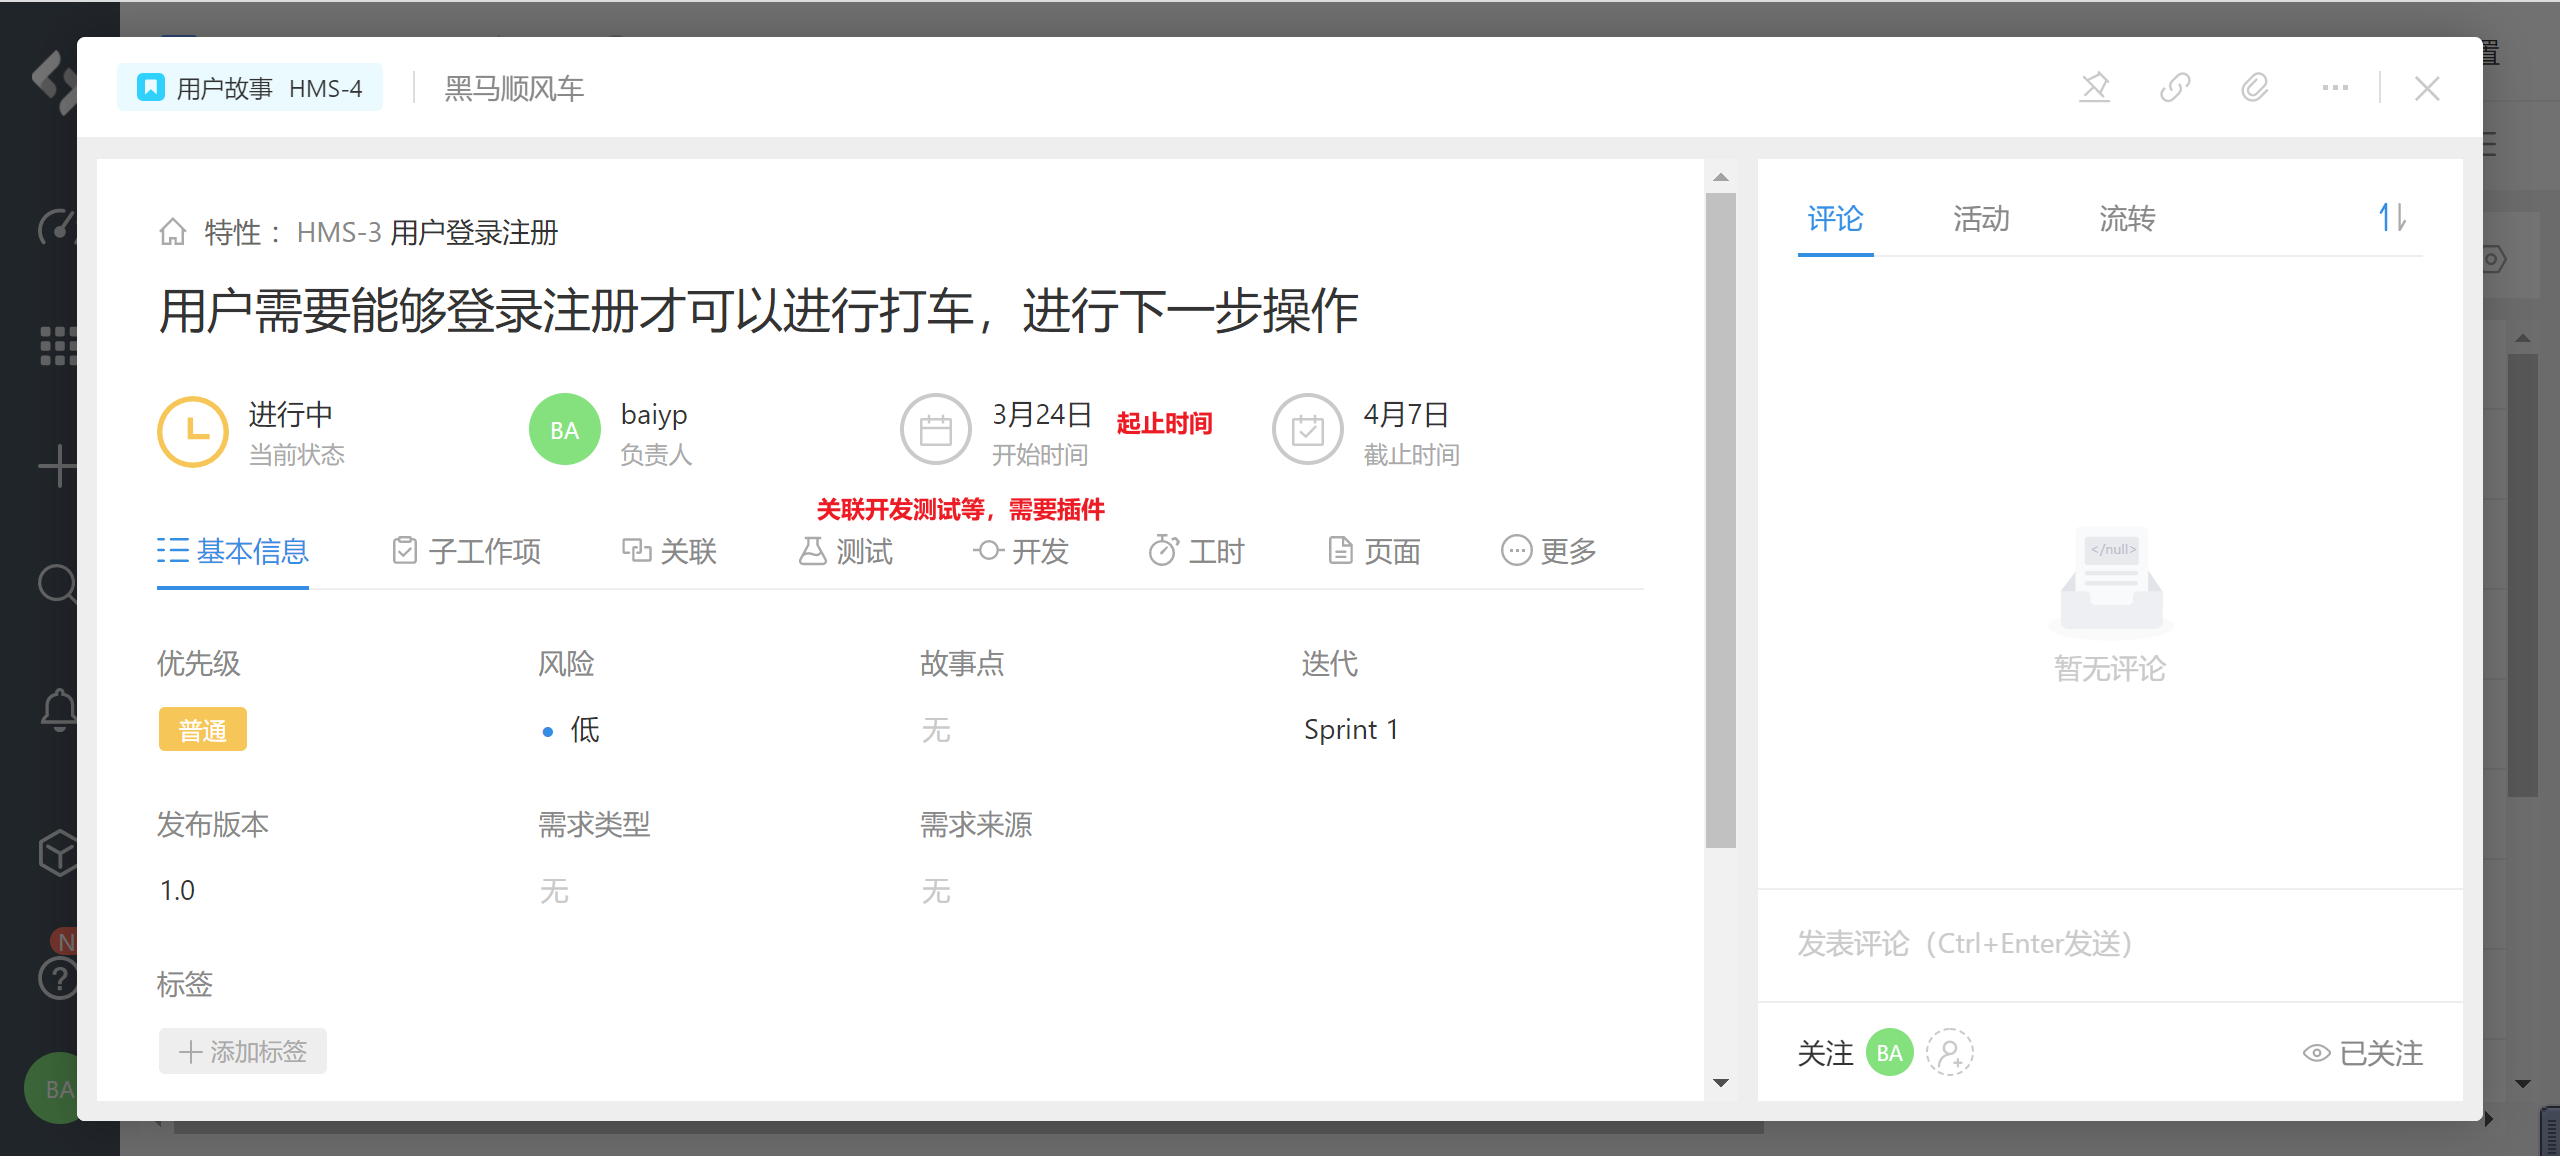 用户故事 HMS-4
黑马顺风车
置
特性： HMS-3 用户登录注册
用户需要能够登录注册才可以进行打车，进行下一步操作
进行中
当前状态
BA
baiyp
负责人
3月24日
开始时间
起止时间
4月7日
截止时间
关联开发测试等，需要插件
基本信息 子工作项 关联 测试 开发 工时 页面 更多
优先级 风险 故事点 迭代
普通 低 无 Sprint 1
发布版本 需求类型 需求来源
1.0 无 无
标签
添加标签
评论 活动 流转
</null>
暂无评论
发表评论（Ctrl+Enter发送）
关注 BA 已关注
N
BA